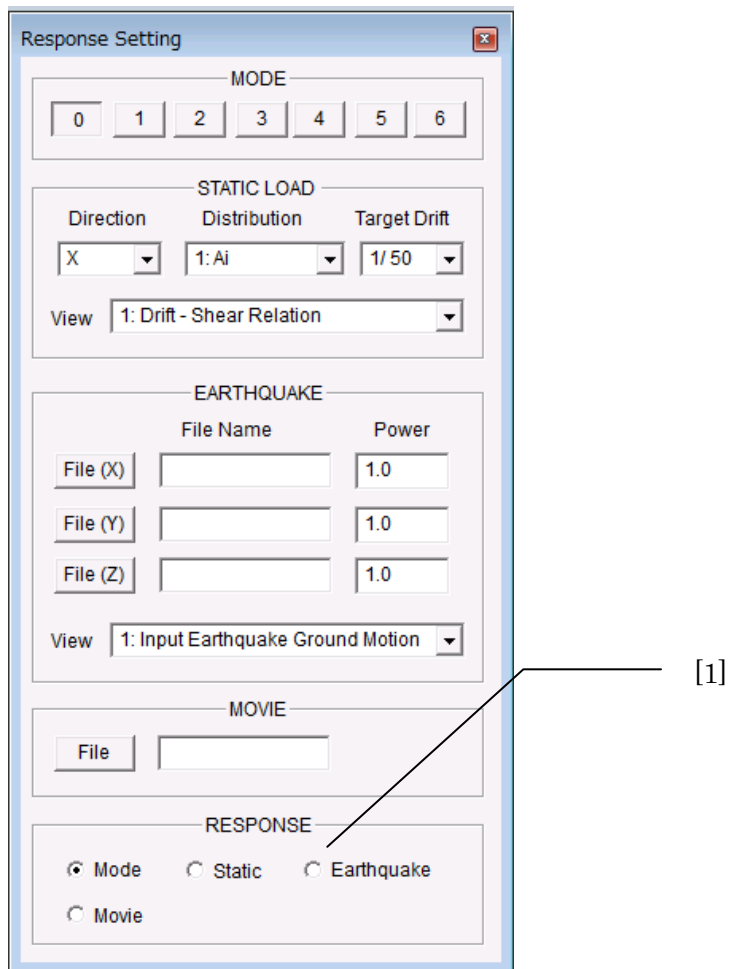 Response Setting
MODE
0 1 2 3 4 5 6
STATIC LOAD
Direction Distribution Target Drift
X 1: Ai 1/ 50
View 1: Drift - Shear Relation
EARTHQUAKE
File Name Power
File (X) 1.0
File (Y) 1.0
File (Z) 1.0
View 1: Input Earthquake Ground Motion
[1]
MOVIE
File
RESPONSE
Mode Static Earthquake
Movie